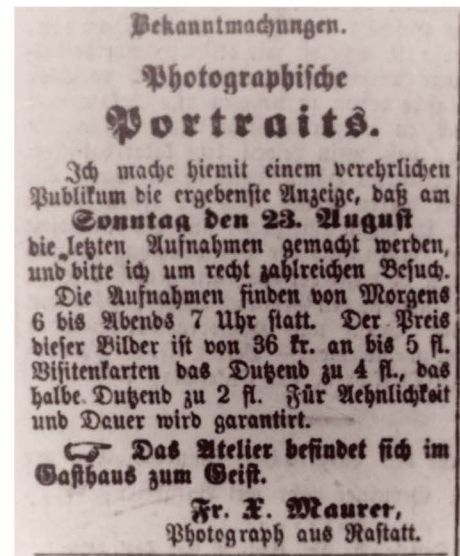 Bekanntmachungen.
Photographische
Portraits.
Ich mache hiemit einem verehrlichen
Publikum die ergebenste Anzeige, daß am
Sonntag den 23. August
die letzten Aufnahmen gemacht werden,
und bitte ich um recht zahlreichen Besuch.
Die Aufnahmen finden von Morgens
6 bis Abends 7 Uhr statt. Der Preis
dieser Bilder ist von 36 kr. an bis 5 fl.
Visitenkarten das Dutzend zu 4 fl., das
halbe Dutzend zu 2 fl. Für Aehnlichkeit
und Dauer wird garantirt.
☞ Das Atelier befindet sich im
Gasthaus zum Geist.
Fr. X. Maurer,
Photograph aus Rastatt.